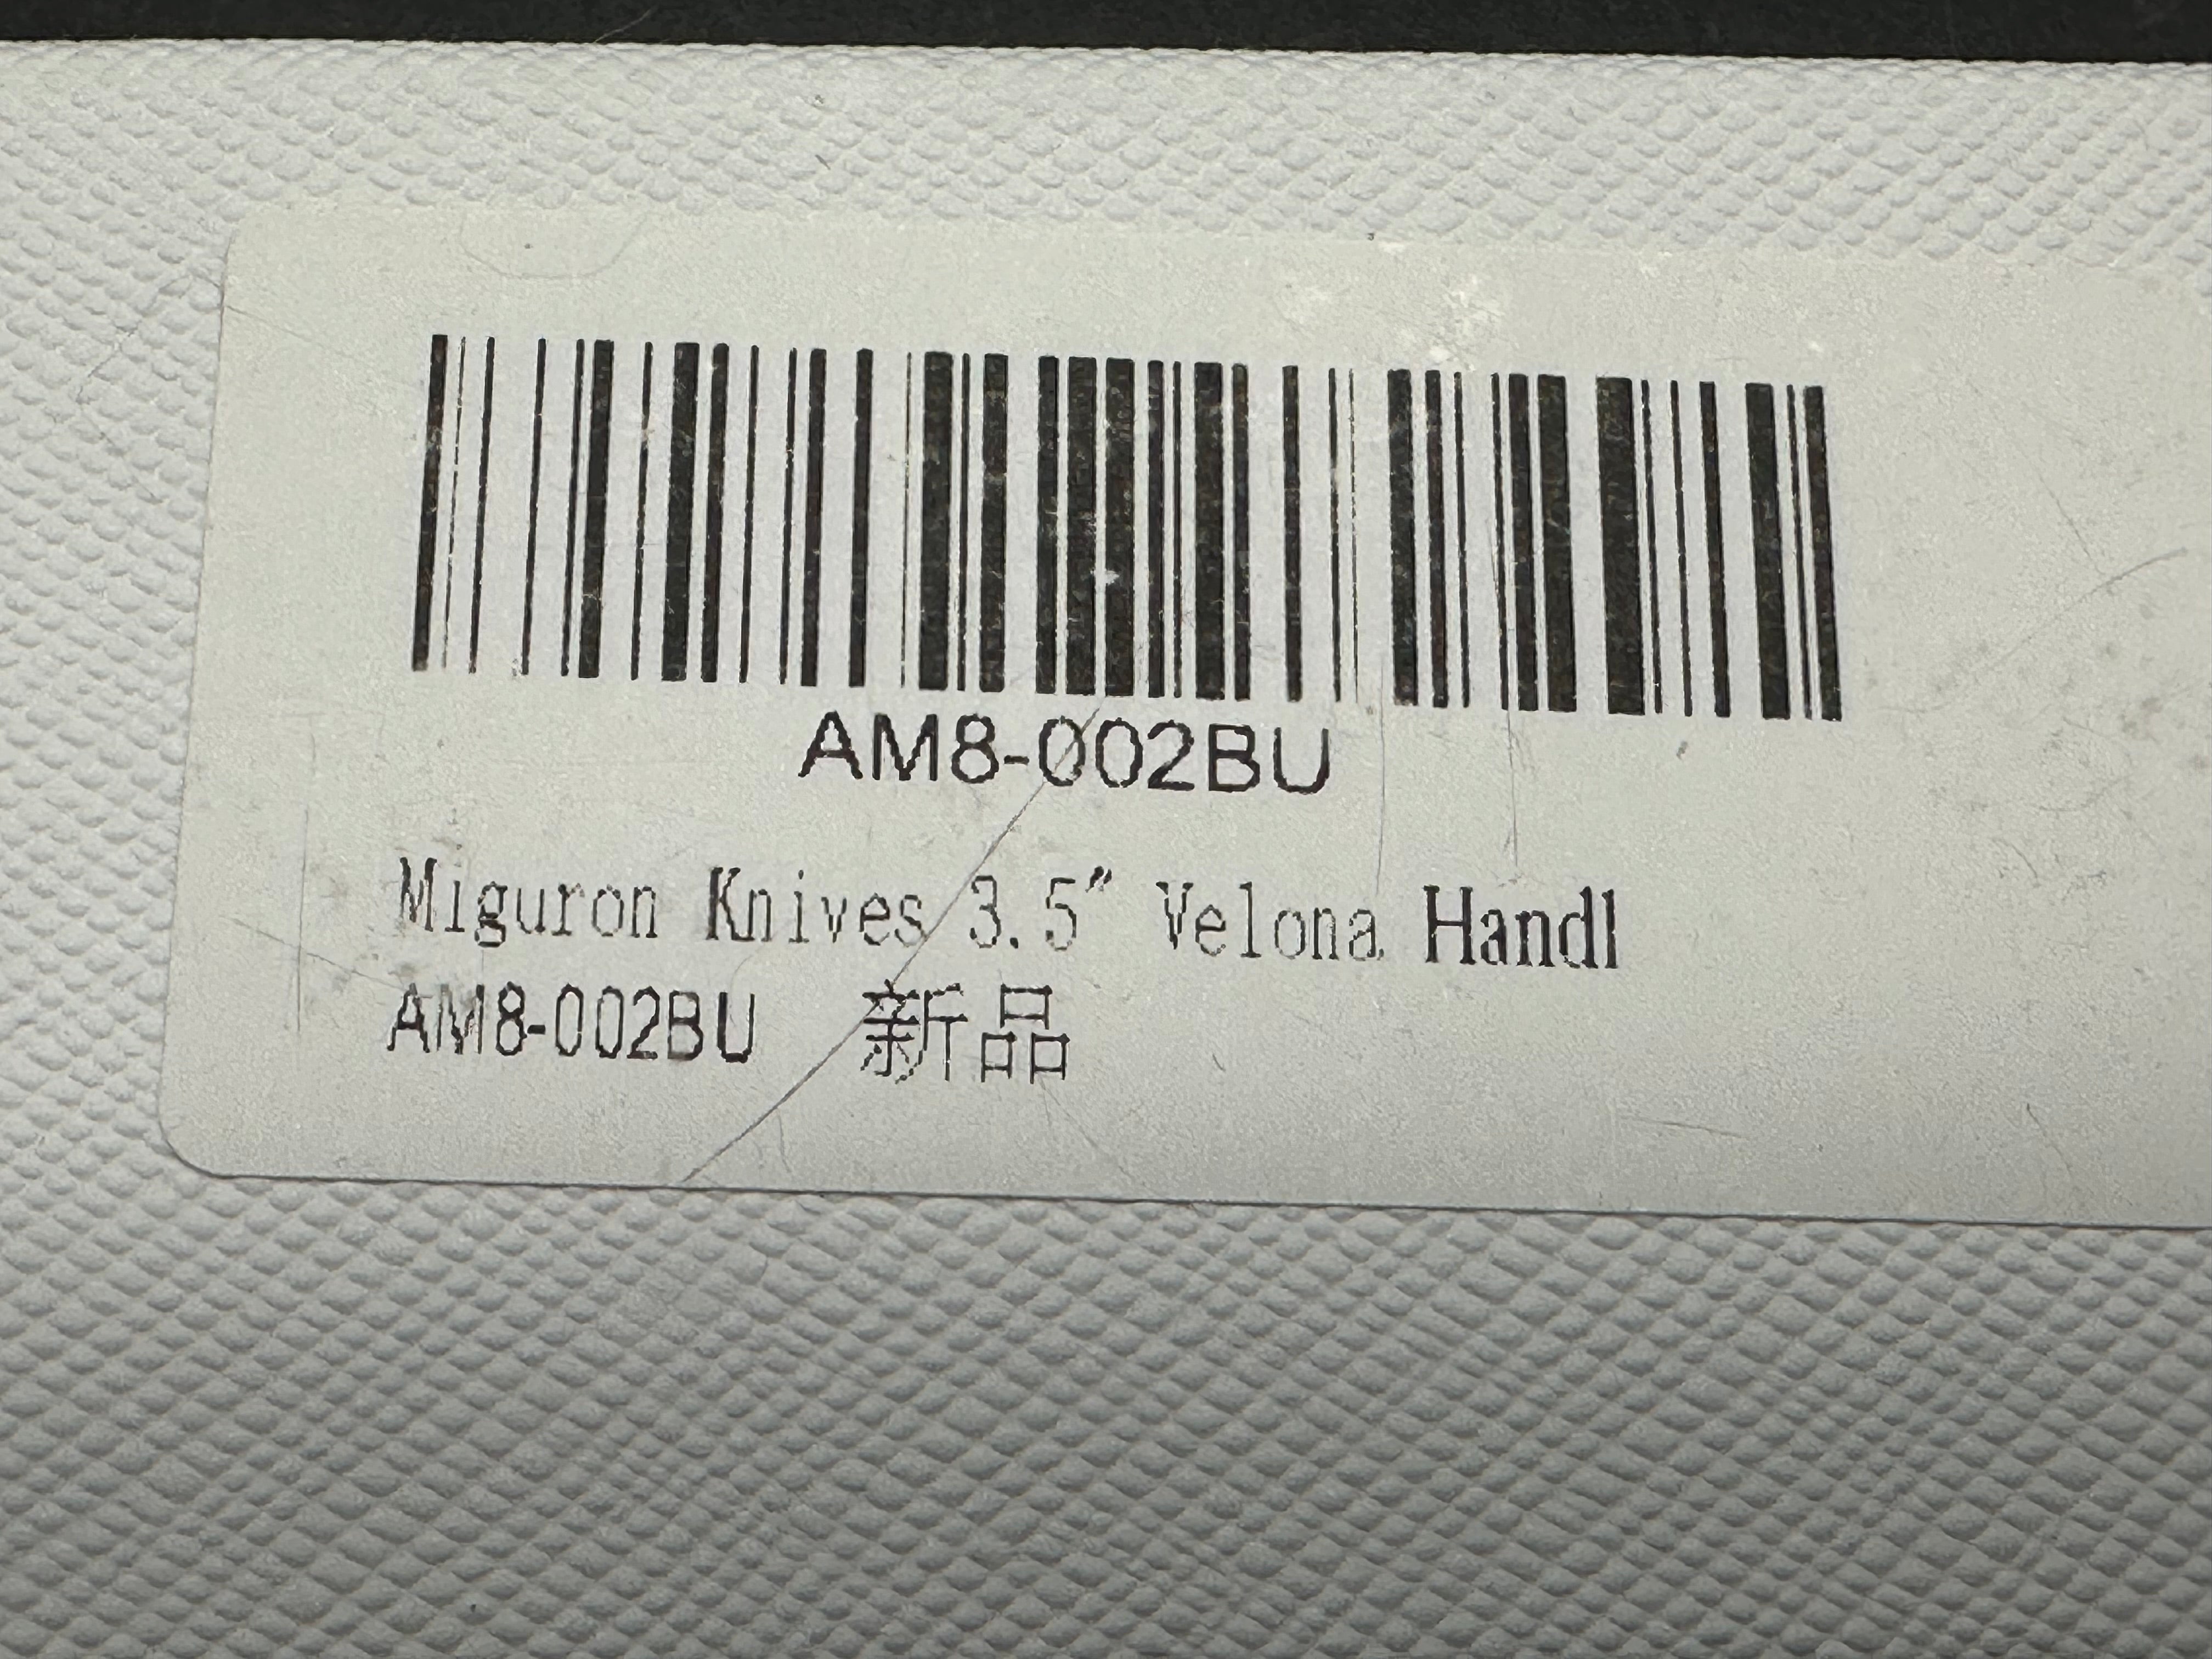 AM8-002BU
Miguron Knives 3.5" Velona Handl
AM8-002BU 新品